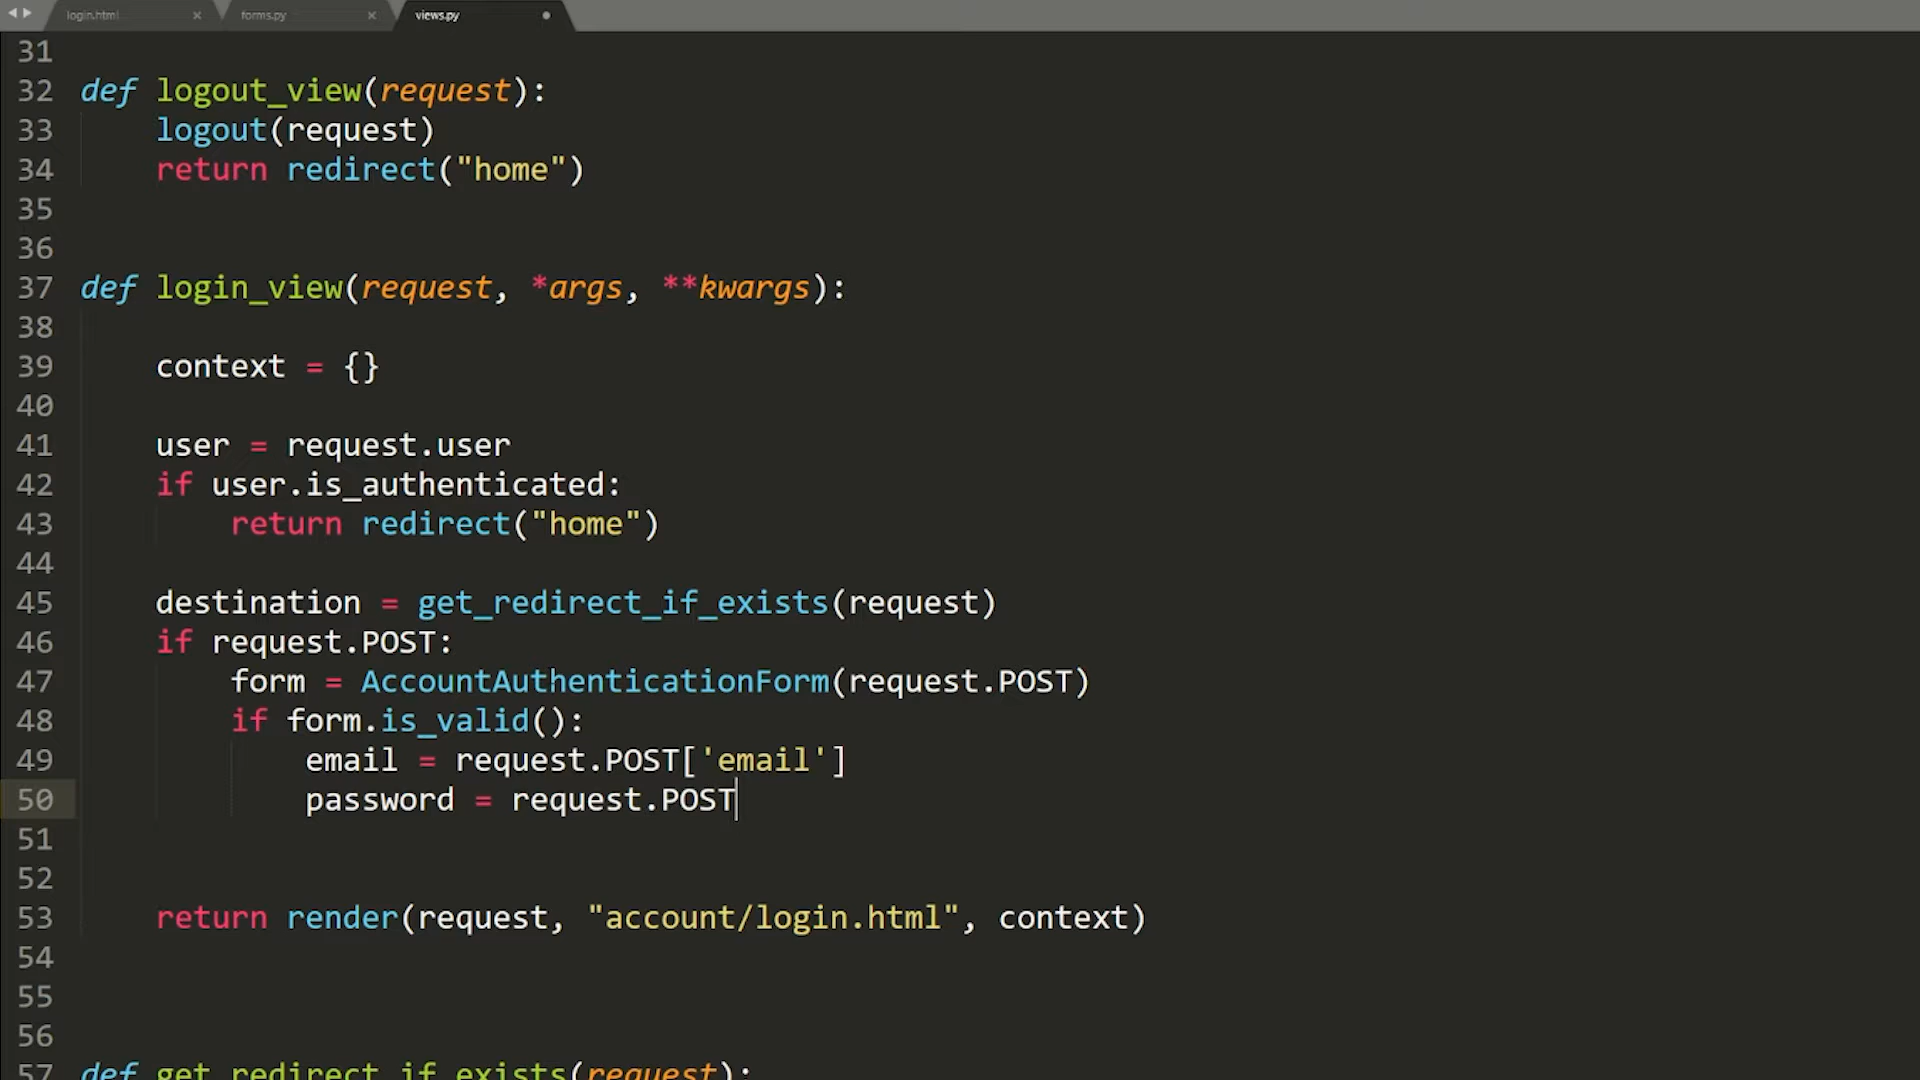 login.html forms.py views.py
31
32 def logout_view(request):
33     logout(request)
34     return redirect("home")
35
36
37 def login_view(request, *args, **kwargs):
38
39     context = {}
40
41     user = request.user
42     if user.is_authenticated:
43         return redirect("home")
44
45     destination = get_redirect_if_exists(request)
46     if request.POST:
47         form = AccountAuthenticationForm(request.POST)
48         if form.is_valid():
49             email = request.POST['email']
50             password = request.POST
51
52
53     return render(request, "account/login.html", context)
54
55
56
57 def get_redirect_if_exists(request):